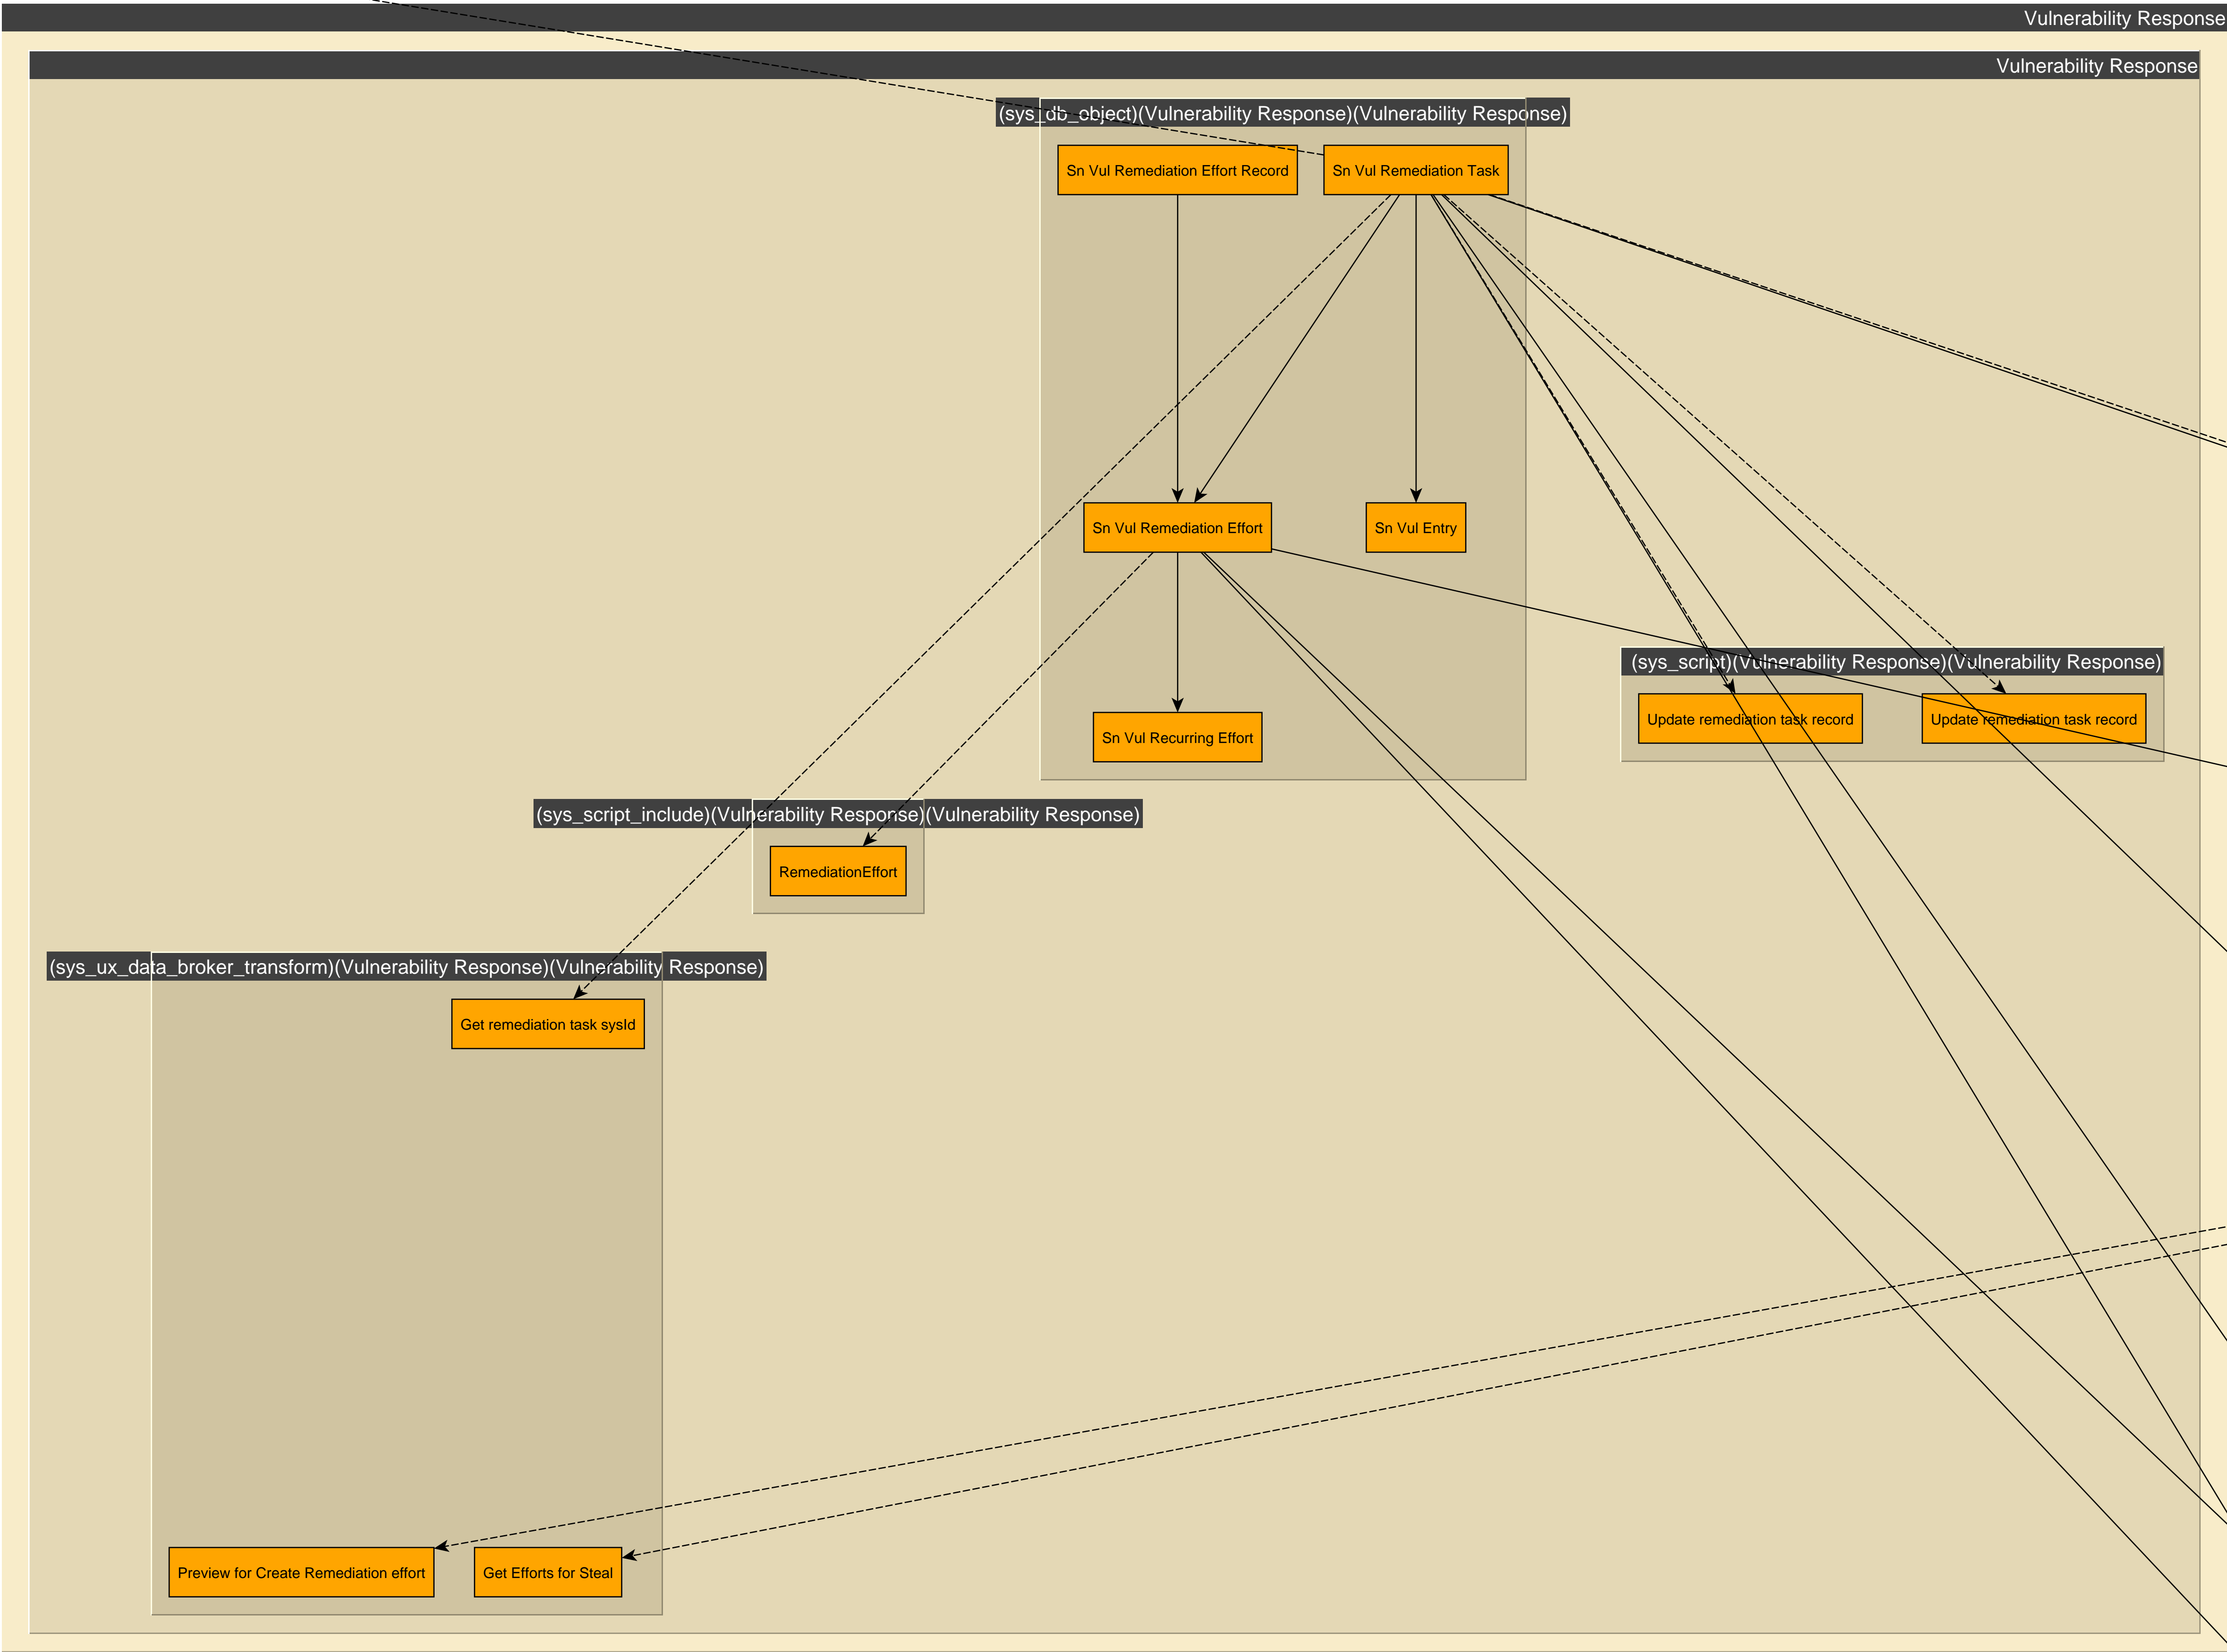 Vulnerability Response
Vulnerability Response
(sys_db_object)(Vulnerability Response)(Vulnerability Response)
Sn Vul Remediation Effort Record
Sn Vul Remediation Task
Sn Vul Remediation Effort
Sn Vul Entry
(sys_script)(Vulnerability Response)(Vulnerability Response)
Update remediation task record
Update remediation task record
Sn Vul Recurring Effort
(sys_script_include)(Vulnerability Response)(Vulnerability Response)
RemediationEffort
(sys_ux_data_broker_transform)(Vulnerability Response)(Vulnerability Response)
Get remediation task sysId
Preview for Create Remediation effort
Get Efforts for Steal